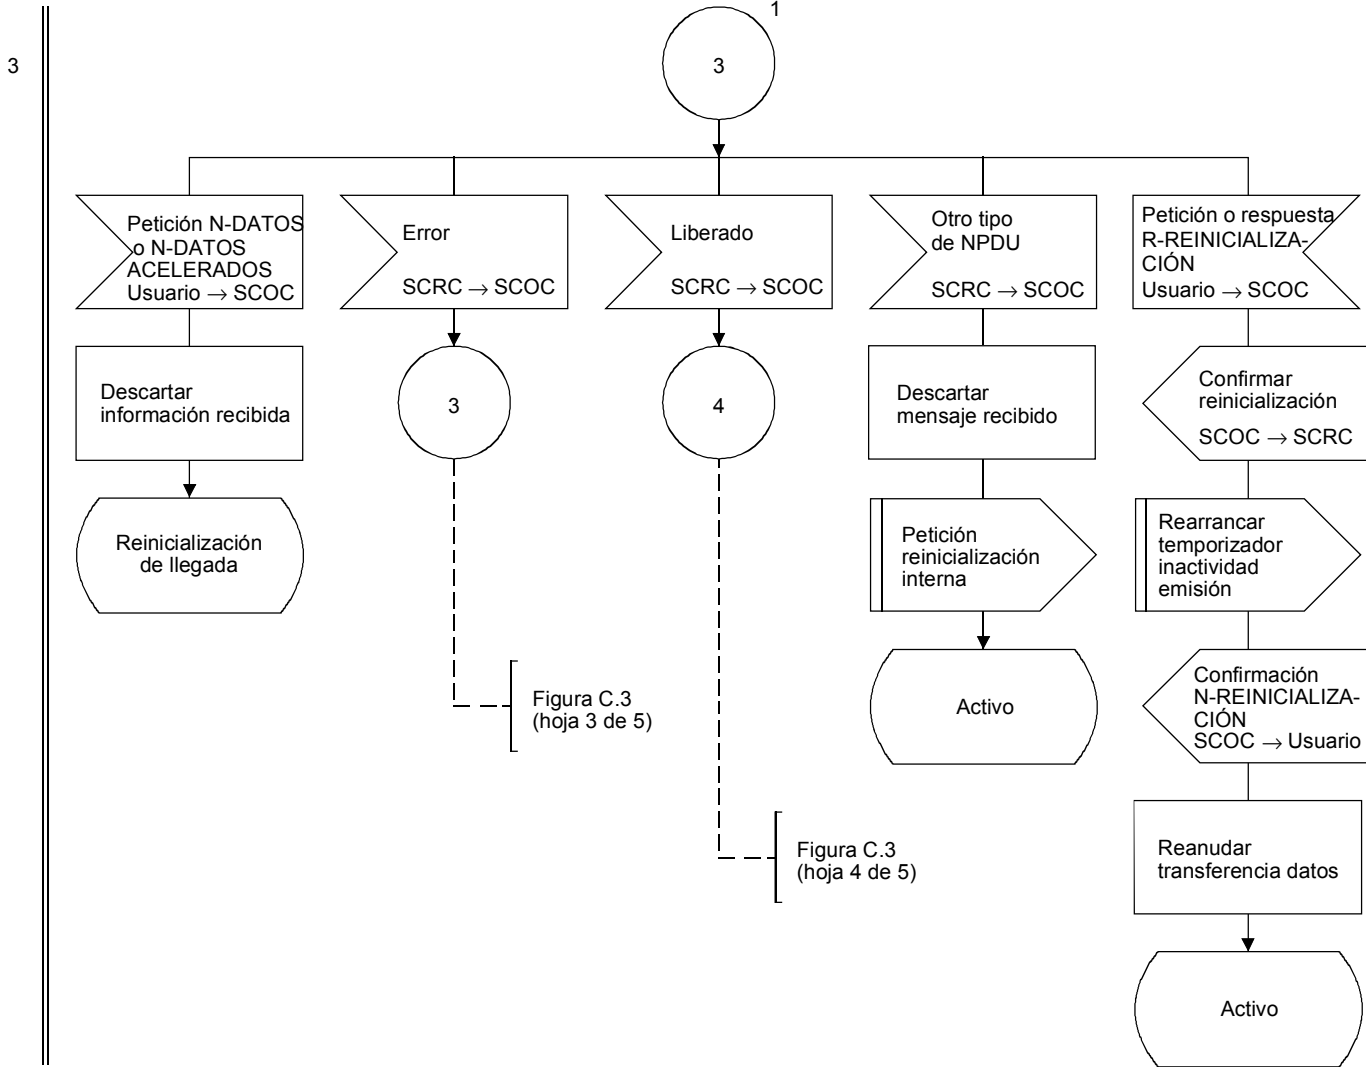 1
3
3
Petición N-DATOS
o N-DATOS
ACELERADOS
Usuario → SCOC
Error
SCRC → SCOC
Liberado
SCRC → SCOC
Otro tipo
de NPDU
SCRC → SCOC
Petición o respuesta
R-REINICIALIZA-
CIÓN
Usuario → SCOC
Descartar
información recibida
3
4
Descartar
mensaje recibido
Confirmar
reinicialización
SCOC → SCRC
Reinicialización
de llegada
Petición
reinicialización
interna
Rearrancar
temporizador
inactividad
emisión
Figura C.3
(hoja 3 de 5)
Activo
Confirmación
N-REINICIALIZA-
CIÓN
SCOC → Usuario
Figura C.3
(hoja 4 de 5)
Reanudar
transferencia datos
Activo